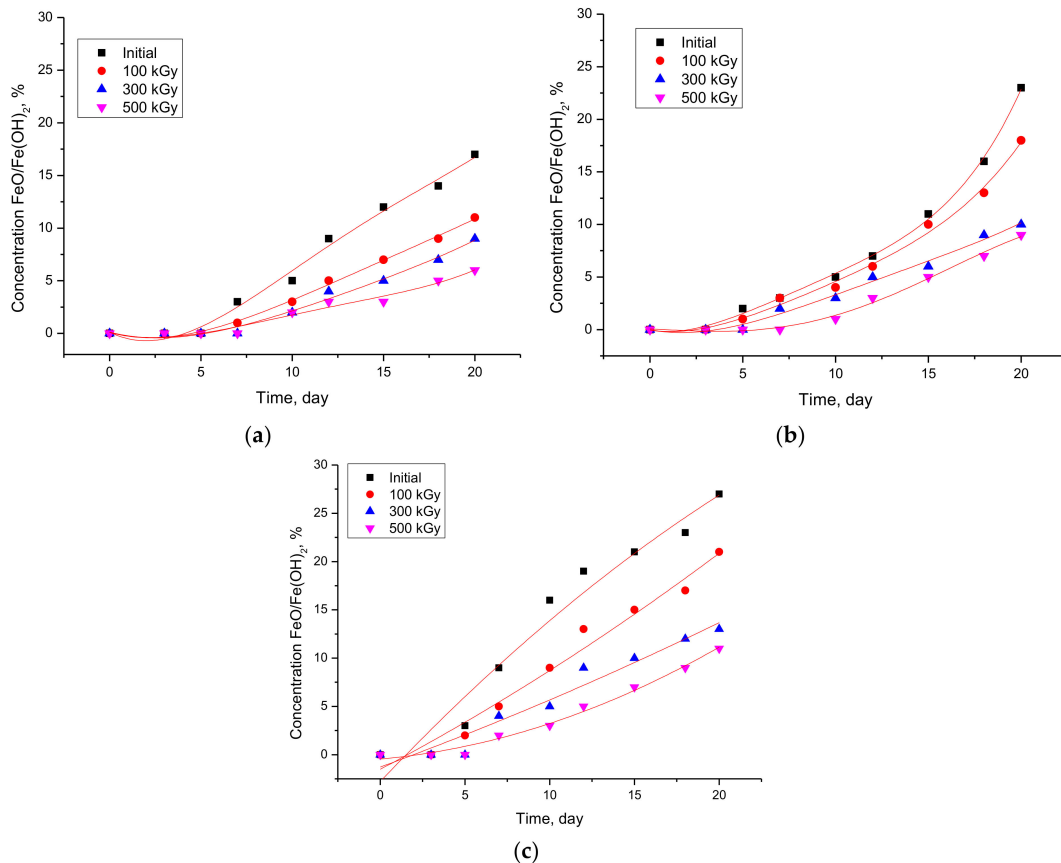 30
25
20
15
10
5
0
Concentration FeO/Fe(OH)₂, %
Initial
100 kGy
300 kGy
500 kGy
0 5 10 15 20
Time, day
(a)
30
25
20
15
10
5
0
Concentration FeO/Fe(OH)₂, %
Initial
100 kGy
300 kGy
500 kGy
0 5 10 15 20
Time, day
(b)
30
25
20
15
10
5
0
Concentration FeO/Fe(OH)₂, %
Initial
100 kGy
300 kGy
500 kGy
0 5 10 15 20
Time, day
(c)